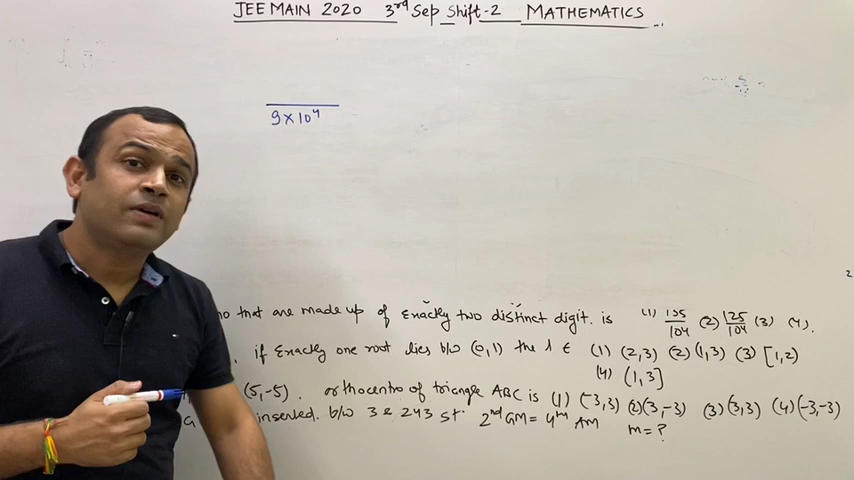 JEE MAIN 2020 3rd Sep Shift-2 MATHEMATICS
9×10⁴
no that are made up of Exactly two distinct digit. is (1) 135/104 (2) 125/104 (3) (4).
. if Exactly one root lies b/w (0,1) the λ ∈ (1) (2,3) (2) (1,3) (3) [1,2)
(4) (1,3]
(5,-5). orthocentro of triangle ABC is (1) (-3,3) (2) (3,-3) (3) (3,3) (4) (-3,-3)
inserted. b/w 3 & 243 st. 2nd GM = 4th AM m=?
2